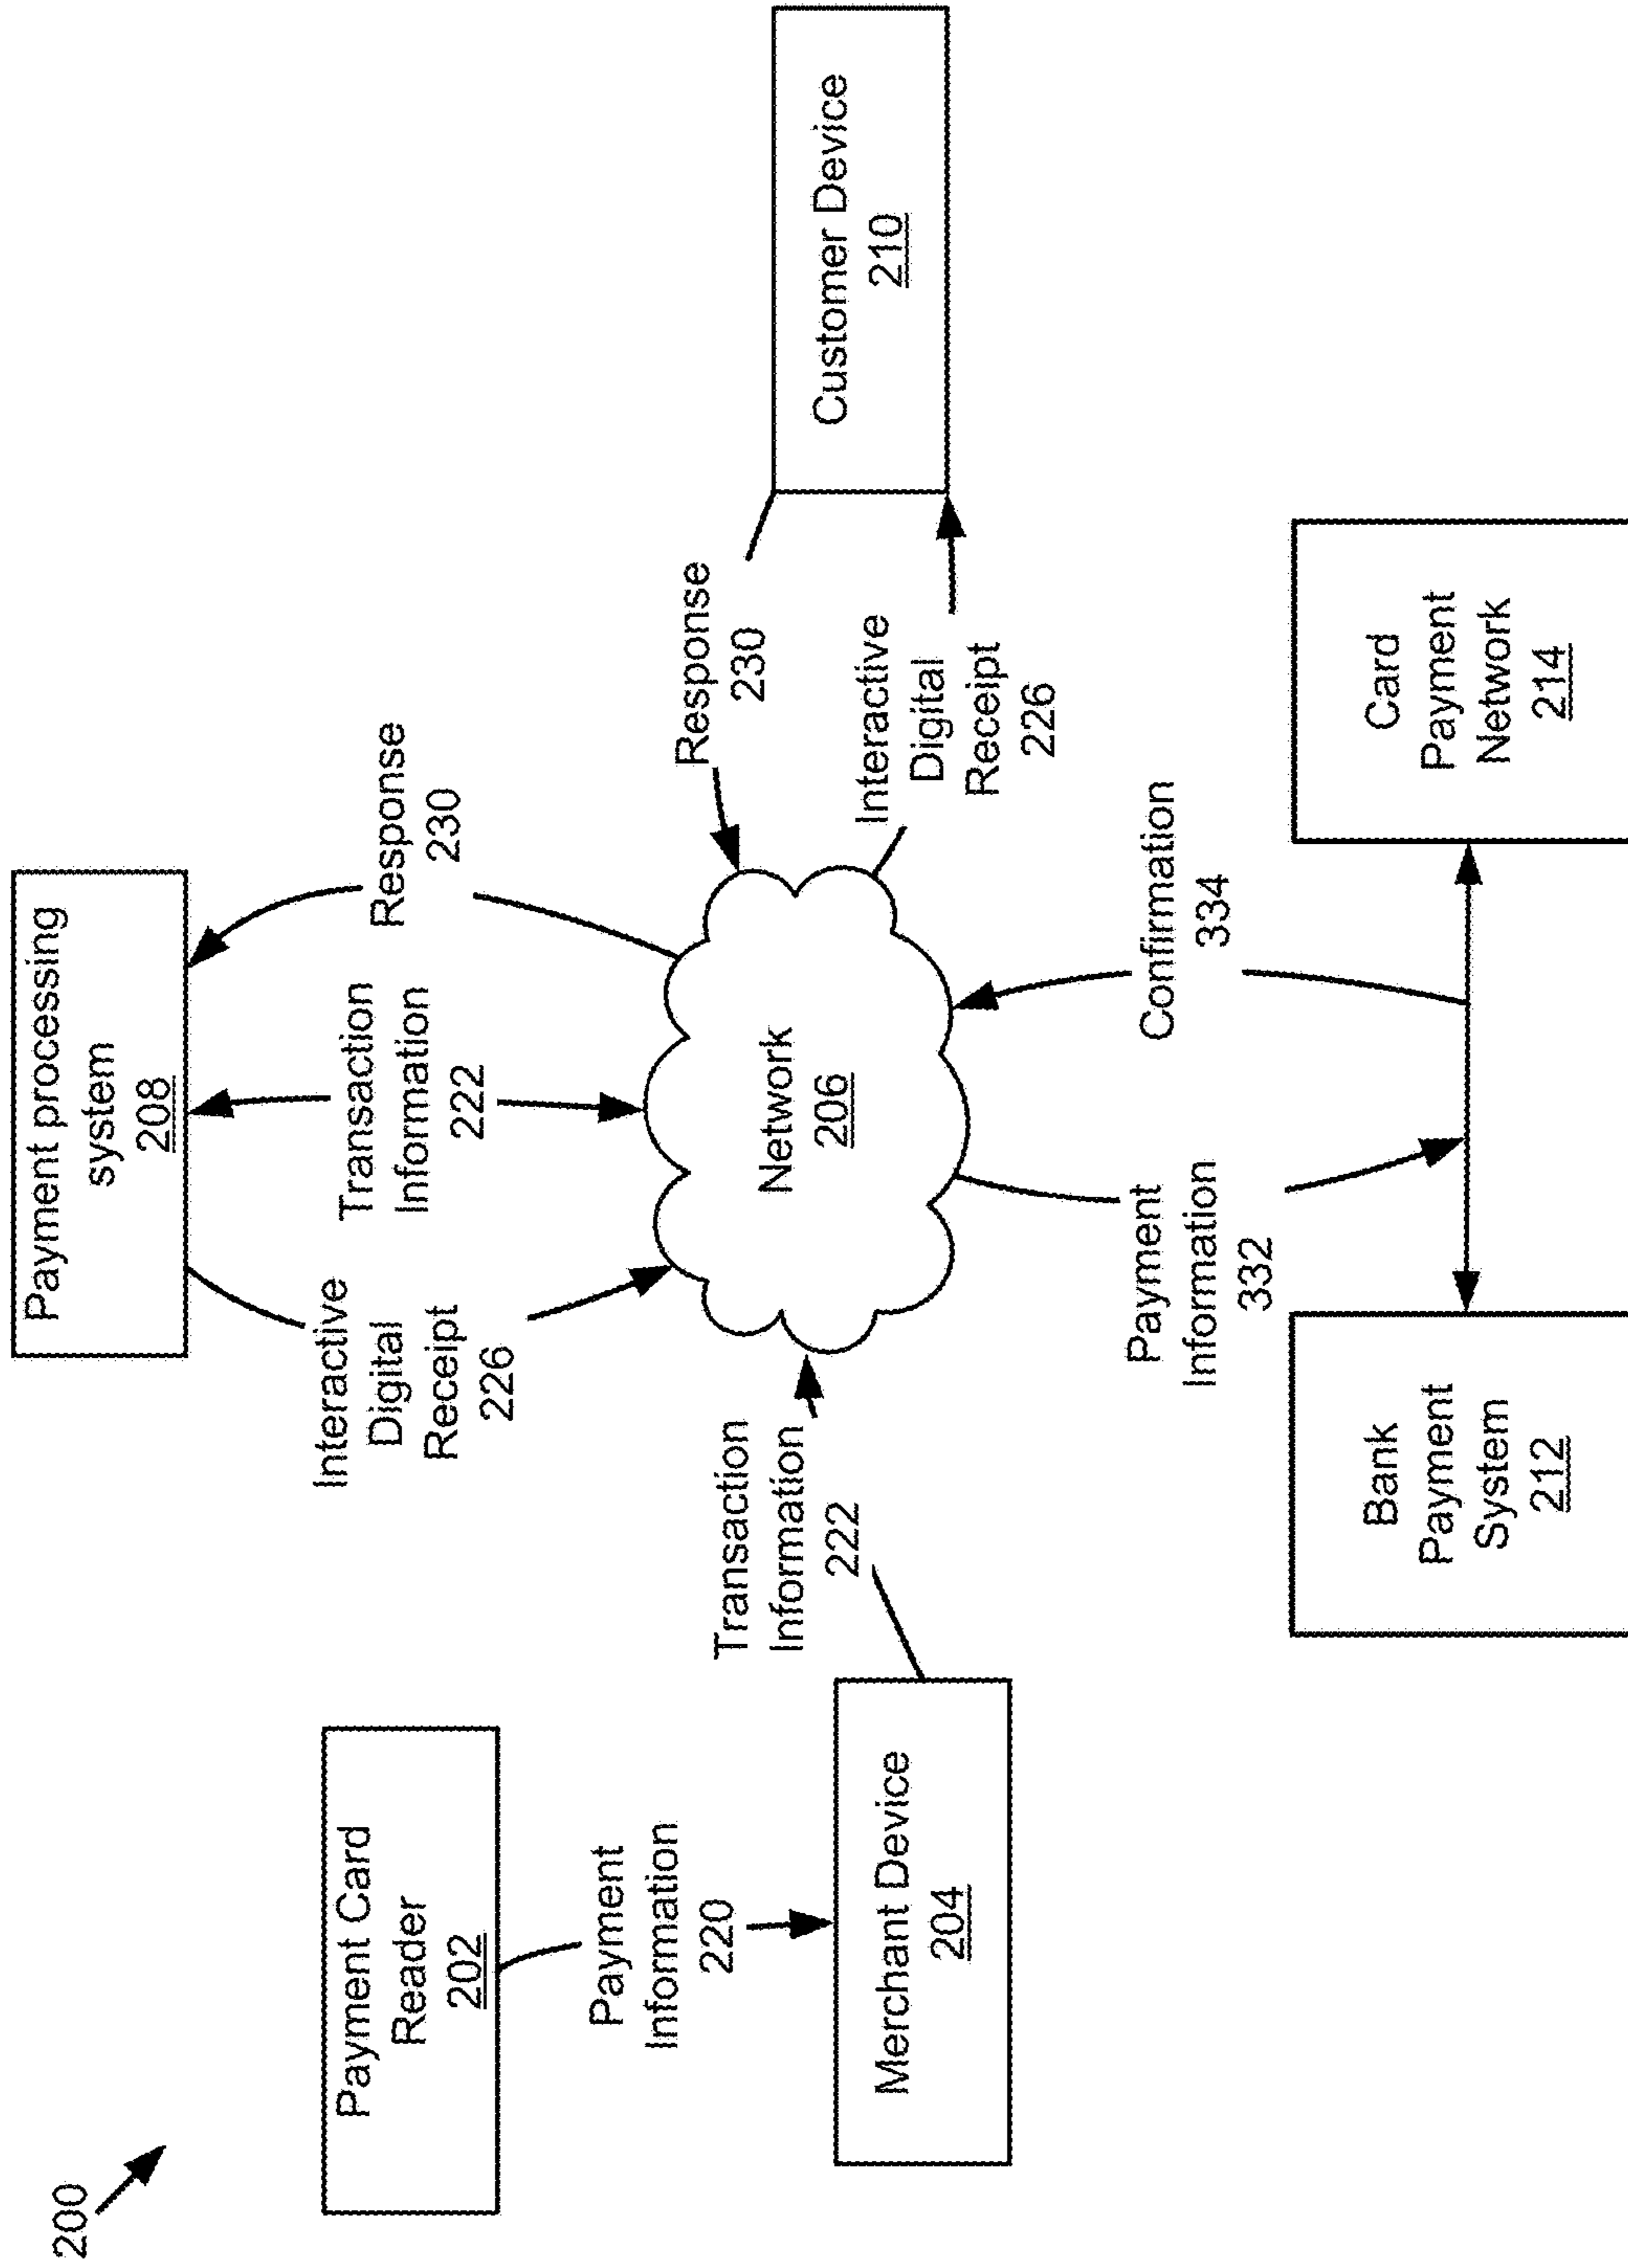 200
Payment processing
system
208
Payment Card
Reader
202
Interactive
Digital
Receipt
226
Transaction
Information
222
Response
230
Payment
Information
220
Transaction
Information
222
Network
206
Response
230
Customer Device
210
Interactive
Digital
Receipt
226
Merchant Device
204
Payment
Information
332
Confirmation
334
Bank
Payment
System
212
Card
Payment
Network
214